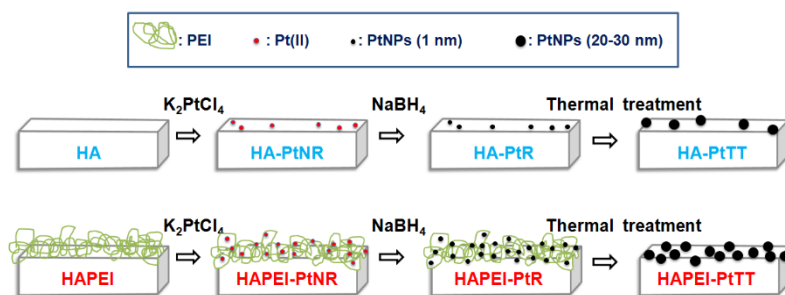 : PEI : Pt(II) : PtNPs (1 nm) : PtNPs (20-30 nm)
K₂PtCl₄ NaBH₄ Thermal treatment
HA HA-PtNR HA-PtR HA-PtTT
K₂PtCl₄ NaBH₄ Thermal treatment
HAPEI HAPEI-PtNR HAPEI-PtR HAPEI-PtTT